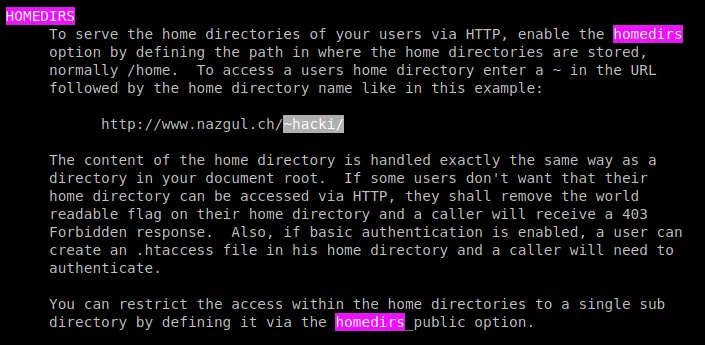 HOMEDIRS
To serve the home directories of your users via HTTP, enable the homedirs
option by defining the path in where the home directories are stored,
normally /home.  To access a users home directory enter a ~ in the URL
followed by the home directory name like in this example:
http://www.nazgul.ch/~hacki/
The content of the home directory is handled exactly the same way as a
directory in your document root.  If some users don't want that their
home directory can be accessed via HTTP, they shall remove the world
readable flag on their home directory and a caller will receive a 403
Forbidden response.  Also, if basic authentication is enabled, a user can
create an .htaccess file in his home directory and a caller will need to
authenticate.
You can restrict the access within the home directories to a single sub
directory by defining it via the homedirs_public option.